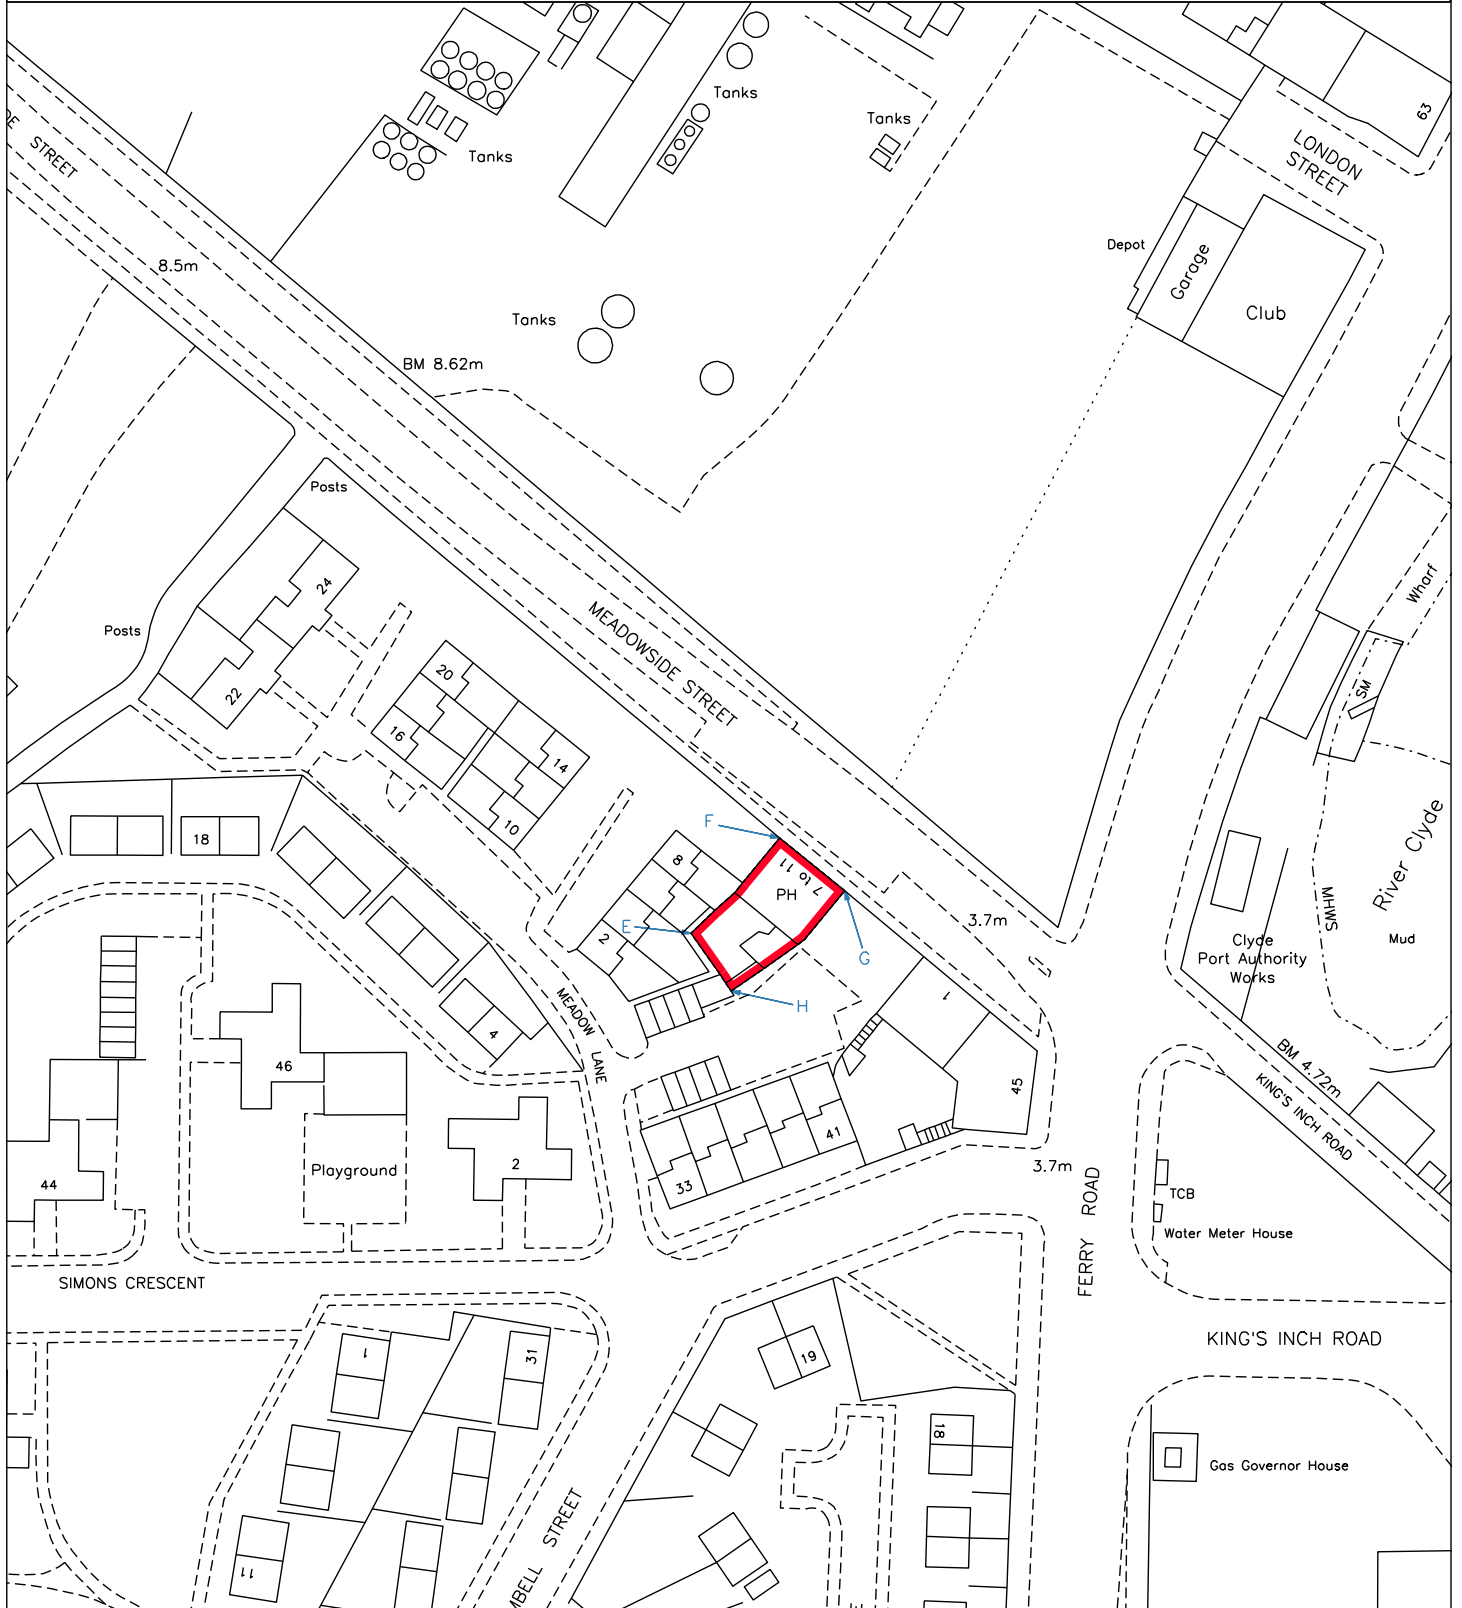 Tanks
Tanks
Tanks
63
LONDON
STREET
STREET
Depot
Garage
Club
8.5m
Tanks
BM 8.62m
Posts
Posts
24
22
20
16
14
10
MEADOWSIDE STREET
Wharf
SM
River Clyde
MHWS
Mud
18
F
8
7 to 11
PH
E
2
G
H
3.7m
Clyde
Port Authority
Works
MEADOW LANE
4
1
45
46
BM 4.72m
KING'S INCH ROAD
44
Playground
2
41
33
3.7m
FERRY ROAD
TCB
Water Meter House
SIMONS CRESCENT
KING'S INCH ROAD
1
31
19
18
Gas Governor House
11
STREET